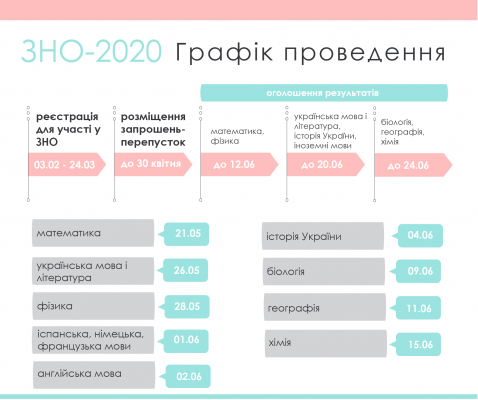 ЗНО-2020 Графік проведення
оголошення результатів
реєстрація
для участі у
ЗНО
03.02 - 24.03
розміщення
запрошень-
перепусток
до 30 квітня
математика,
фізика
до 12.06
українська мова і
література,
історія України,
іноземні мови
до 20.06
біологія,
географія,
хімія
до 24.06
математика
21.05
українська мова і
література
26.05
фізика
28.05
іспанська, німецька,
французька мови
01.06
англійська мова
02.06
історія України
04.06
біологія
09.06
географія
11.06
хімія
15.06